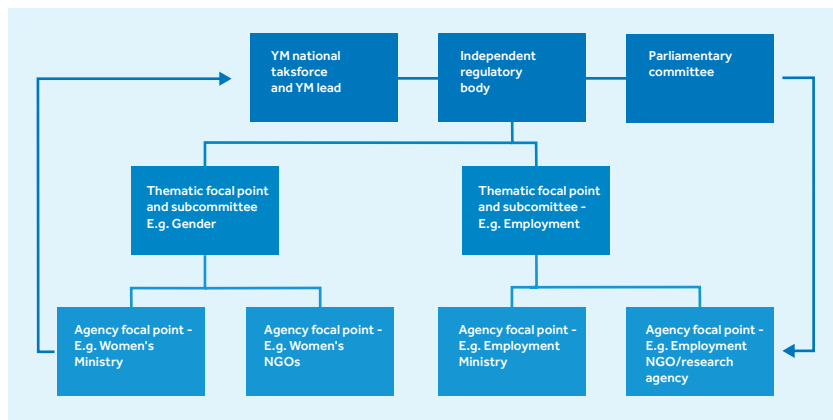 YM national
taksforce
and YM lead
Independent
regulatory
body
Parliamentary
committee
Thematic focal point
and subcommittee
E.g. Gender
Thematic focal point
and subcomittee -
E.g. Employment
Agency focal point -
E.g. Women's
Ministry
Agency focal point -
E.g. Women's
NGOs
Agency focal point -
E.g. Employment
Ministry
Agency focal point -
E.g. Employment
NGO/research
agency